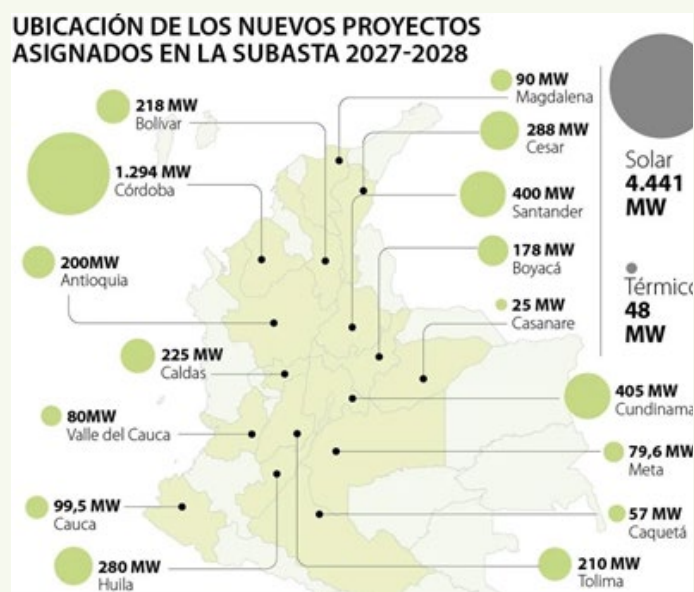 UBICACIÓN DE LOS NUEVOS PROYECTOS
ASIGNADOS EN LA SUBASTA 2027-2028
218 MW
Bolívar
1.294 MW
Córdoba
200MW
Antioquia
225 MW
Caldas
80MW
Valle del Cauca
99,5 MW
Cauca
280 MW
Huila
90 MW
Magdalena
288 MW
Cesar
400 MW
Santander
178 MW
Boyacá
25 MW
Casanare
405 MW
Cundinama
79,6 MW
Meta
57 MW
Caquetá
210 MW
Tolima
Solar
4.441
MW
Térmico
48
MW